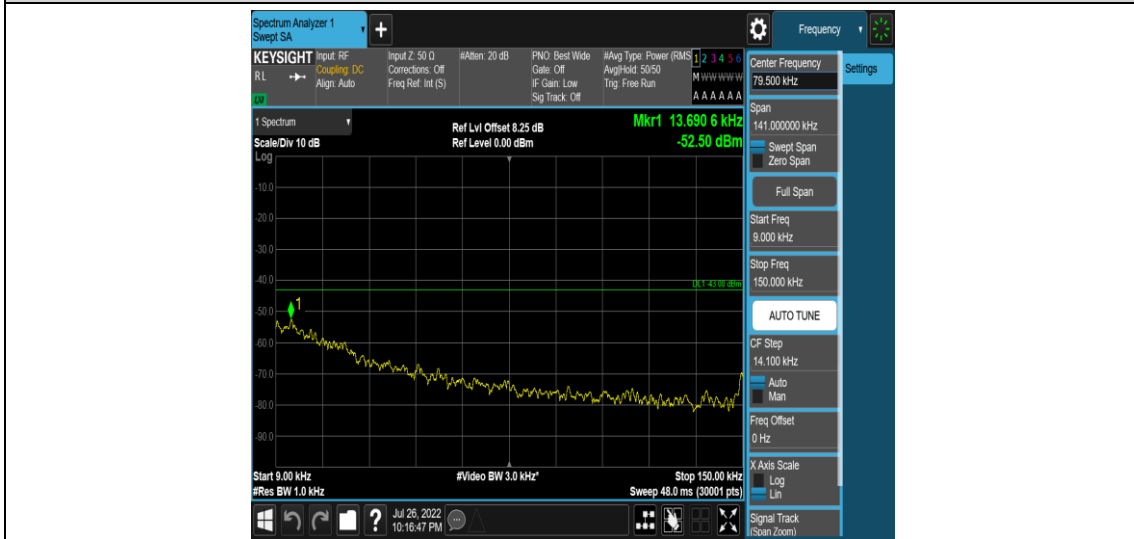 Spectrum Analyzer 1
Swept SA
+
Frequency
KEYSIGHT
RL
LXI
Input: RF
Coupling: DC
Align: Auto
Input Z: 50 Ω
Corrections: Off
Freq Ref: Int (S)
#Atten: 20 dB
PNO: Best Wide
Gate: Off
IF Gain: Low
Sig Track: Off
#Avg Type: Power (RMS
Avg|Hold: 50/50
Trig: Free Run
1 2 3 4 5 6
M W W W W W
A A A A A A
1 Spectrum
Scale/Div 10 dB
Log
Ref Lvl Offset 8.25 dB
Ref Level 0.00 dBm
Mkr1 13.690 6 kHz
-52.50 dBm
-10.0
-20.0
-30.0
-40.0
DL1 -43.00 dBm
-50.0
1
-60.0
-70.0
-80.0
-90.0
Start 9.00 kHz
#Res BW 1.0 kHz
#Video BW 3.0 kHz*
Stop 150.00 kHz
Sweep 48.0 ms (30001 pts)
?
Jul 26, 2022
10:16:47 PM
Center Frequency
79.500 kHz
Settings
Span
141.000000 kHz
Swept Span
Zero Span
Full Span
Start Freq
9.000 kHz
Stop Freq
150.000 kHz
AUTO TUNE
CF Step
14.100 kHz
Auto
Man
Freq Offset
0 Hz
X Axis Scale
Log
Lin
Signal Track
(Span Zoom)